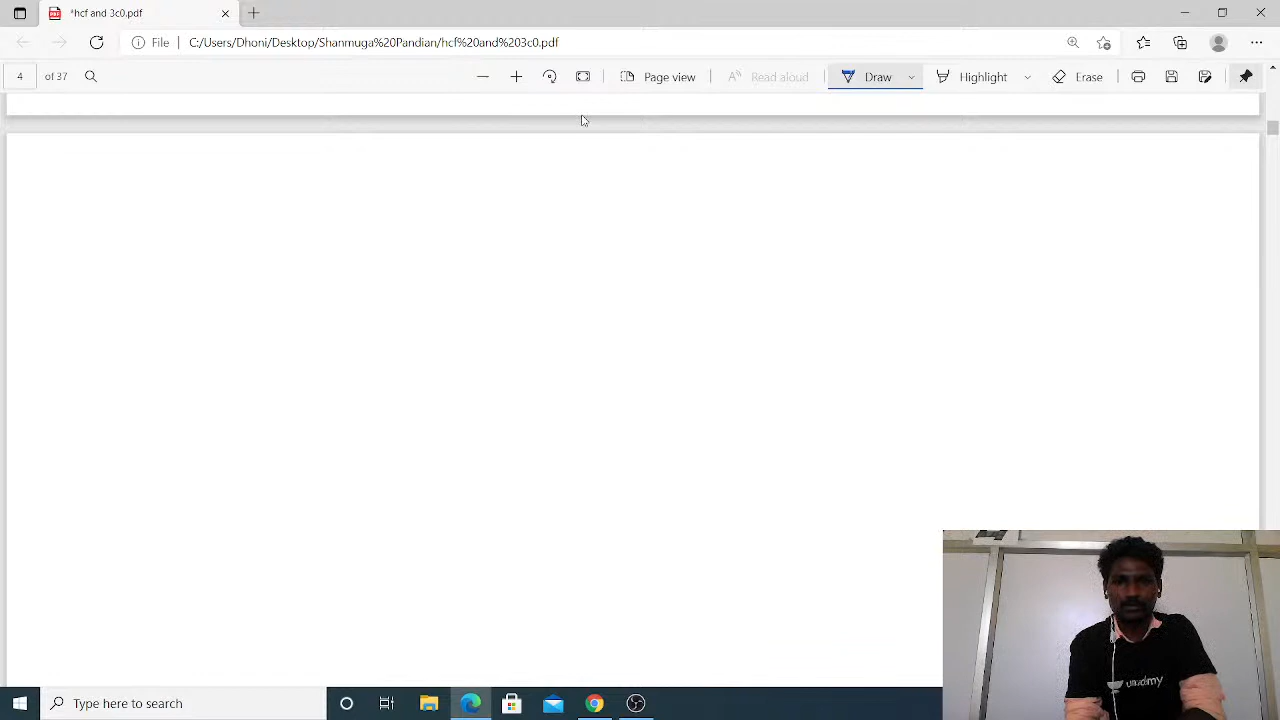 *hcf and 3c0.pdf
File C:/Users/Dhoni/Desktop/Shanmuga%20Pandian/hcf%20and%203c0.pdf
4 of 37 Page view Read aloud Draw Highlight Erase
unacademy
Type here to search